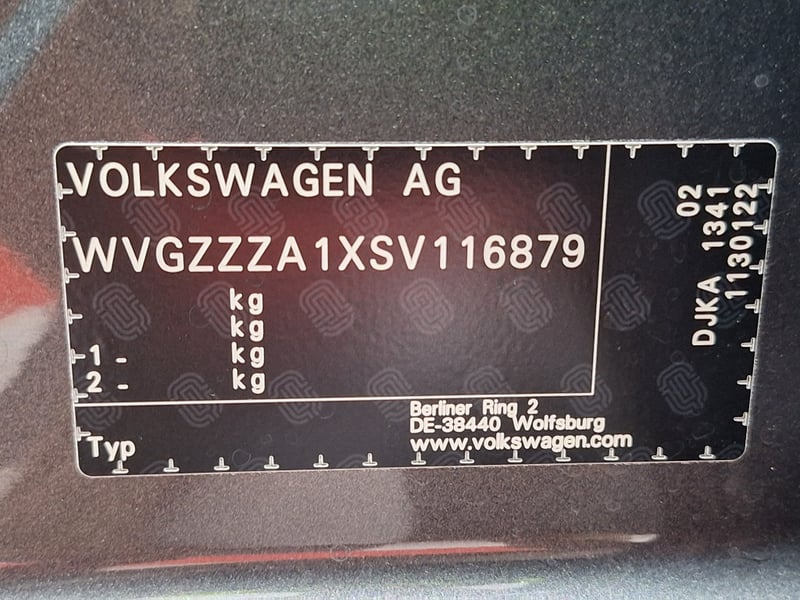 VOLKSWAGEN AG
WVGZZZA1XSV116879
kg
kg
1 - kg
2 - kg
Typ
Berliner Ring 2
DE-38440 Wolfsburg
www.volkswagen.com
02
DJKA 1341
1130122